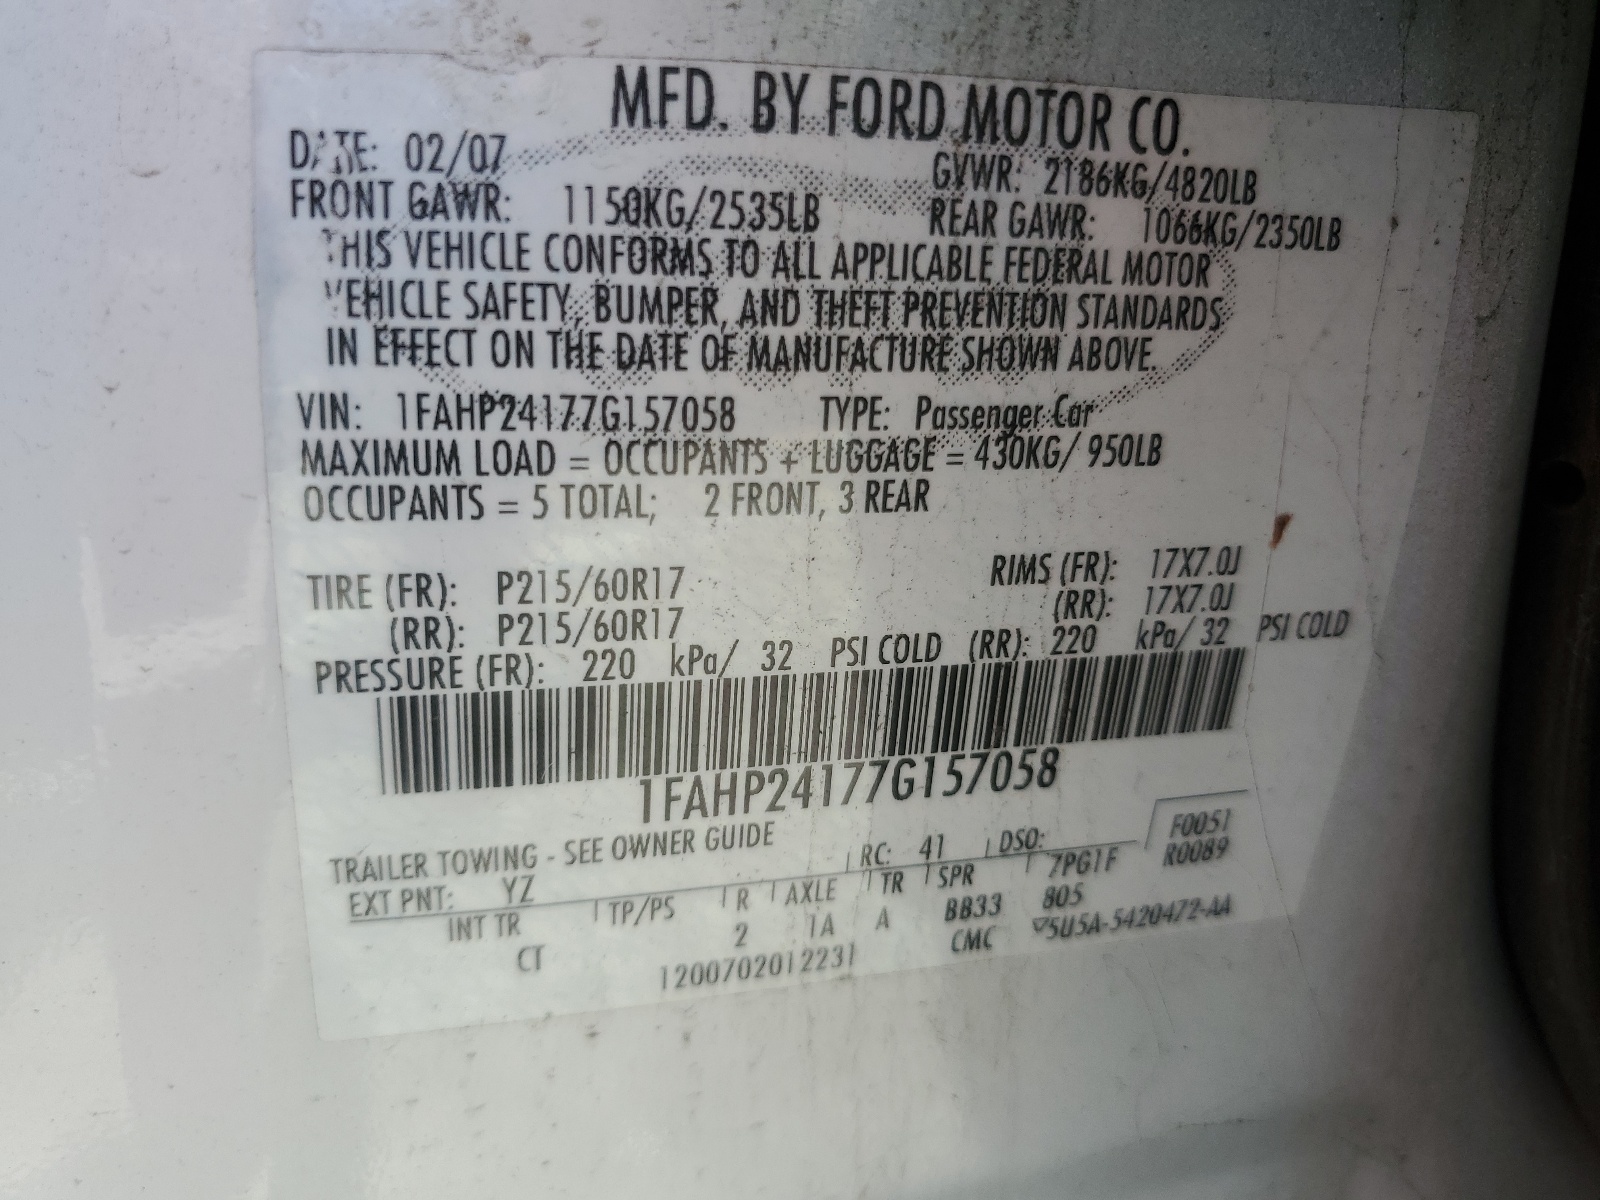 MFD. BY FORD MOTOR CO.
DATE: 02/07
GVWR: 2186KG/4820LB
FRONT GAWR: 1150KG/2535LB REAR GAWR: 1066KG/2350LB
THIS VEHICLE CONFORMS TO ALL APPLICABLE FEDERAL MOTOR
VEHICLE SAFETY, BUMPER, AND THEFT PREVENTION STANDARDS
IN EFFECT ON THE DATE OF MANUFACTURE SHOWN ABOVE.
VIN: 1FAHP24177G157058 TYPE: Passenger Car
MAXIMUM LOAD = OCCUPANTS + LUGGAGE = 430KG/ 950LB
OCCUPANTS = 5 TOTAL; 2 FRONT, 3 REAR
TIRE (FR): P215/60R17 RIMS (FR): 17X7.0J
(RR): P215/60R17 (RR): 17X7.0J
PRESSURE (FR): 220 kPa/ 32 PSI COLD (RR): 220 kPa/ 32 PSI COLD
1FAHP24177G157058
TRAILER TOWING - SEE OWNER GUIDE
F0051
R0089
EXT PNT: YZ RC: 41 DSO:
INT TR TP/PS R AXLE TR SPR 7PG1F
CT 2 1A A BB33 805
1200702012231 CMC ▽5U5A-5420472-AA